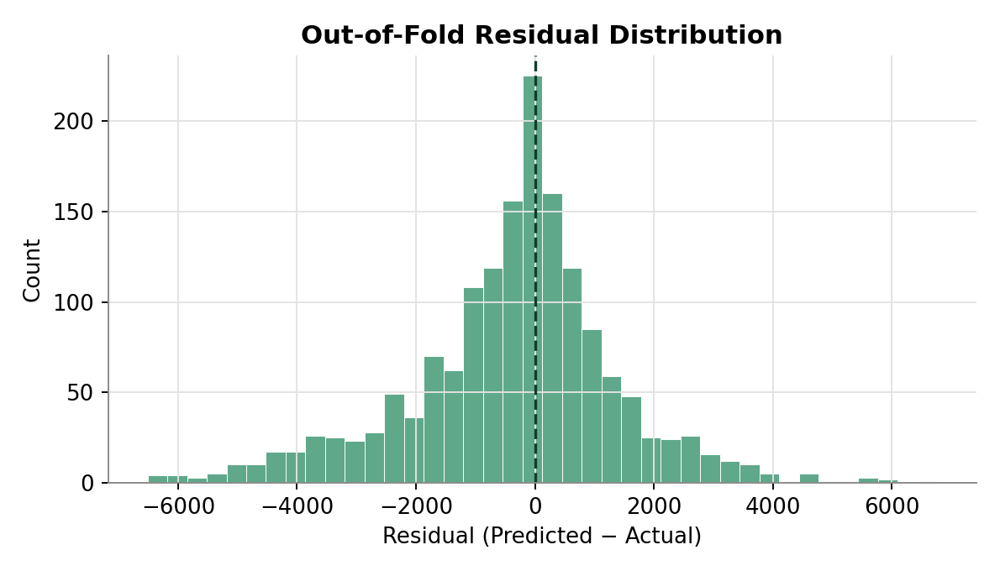 Out-of-Fold Residual Distribution
200
150
100
50
0
Count
−6000 −4000 −2000 0 2000 4000 6000
Residual (Predicted − Actual)